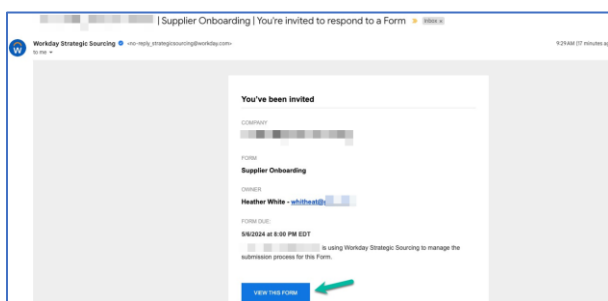 | Supplier Onboarding | You're invited to respond to a Form
Inbox x
Workday Strategic Sourcing <no-reply_strategicsourcing@workday.com>
9:29 AM (17 minutes ag
to me
You've been invited
COMPANY
FORM
Supplier Onboarding
OWNER
Heather White - whitheat@
FORM DUE:
5/6/2024 at 8:00 PM EDT
is using Workday Strategic Sourcing to manage the
submission process for this Form.
VIEW THIS FORM